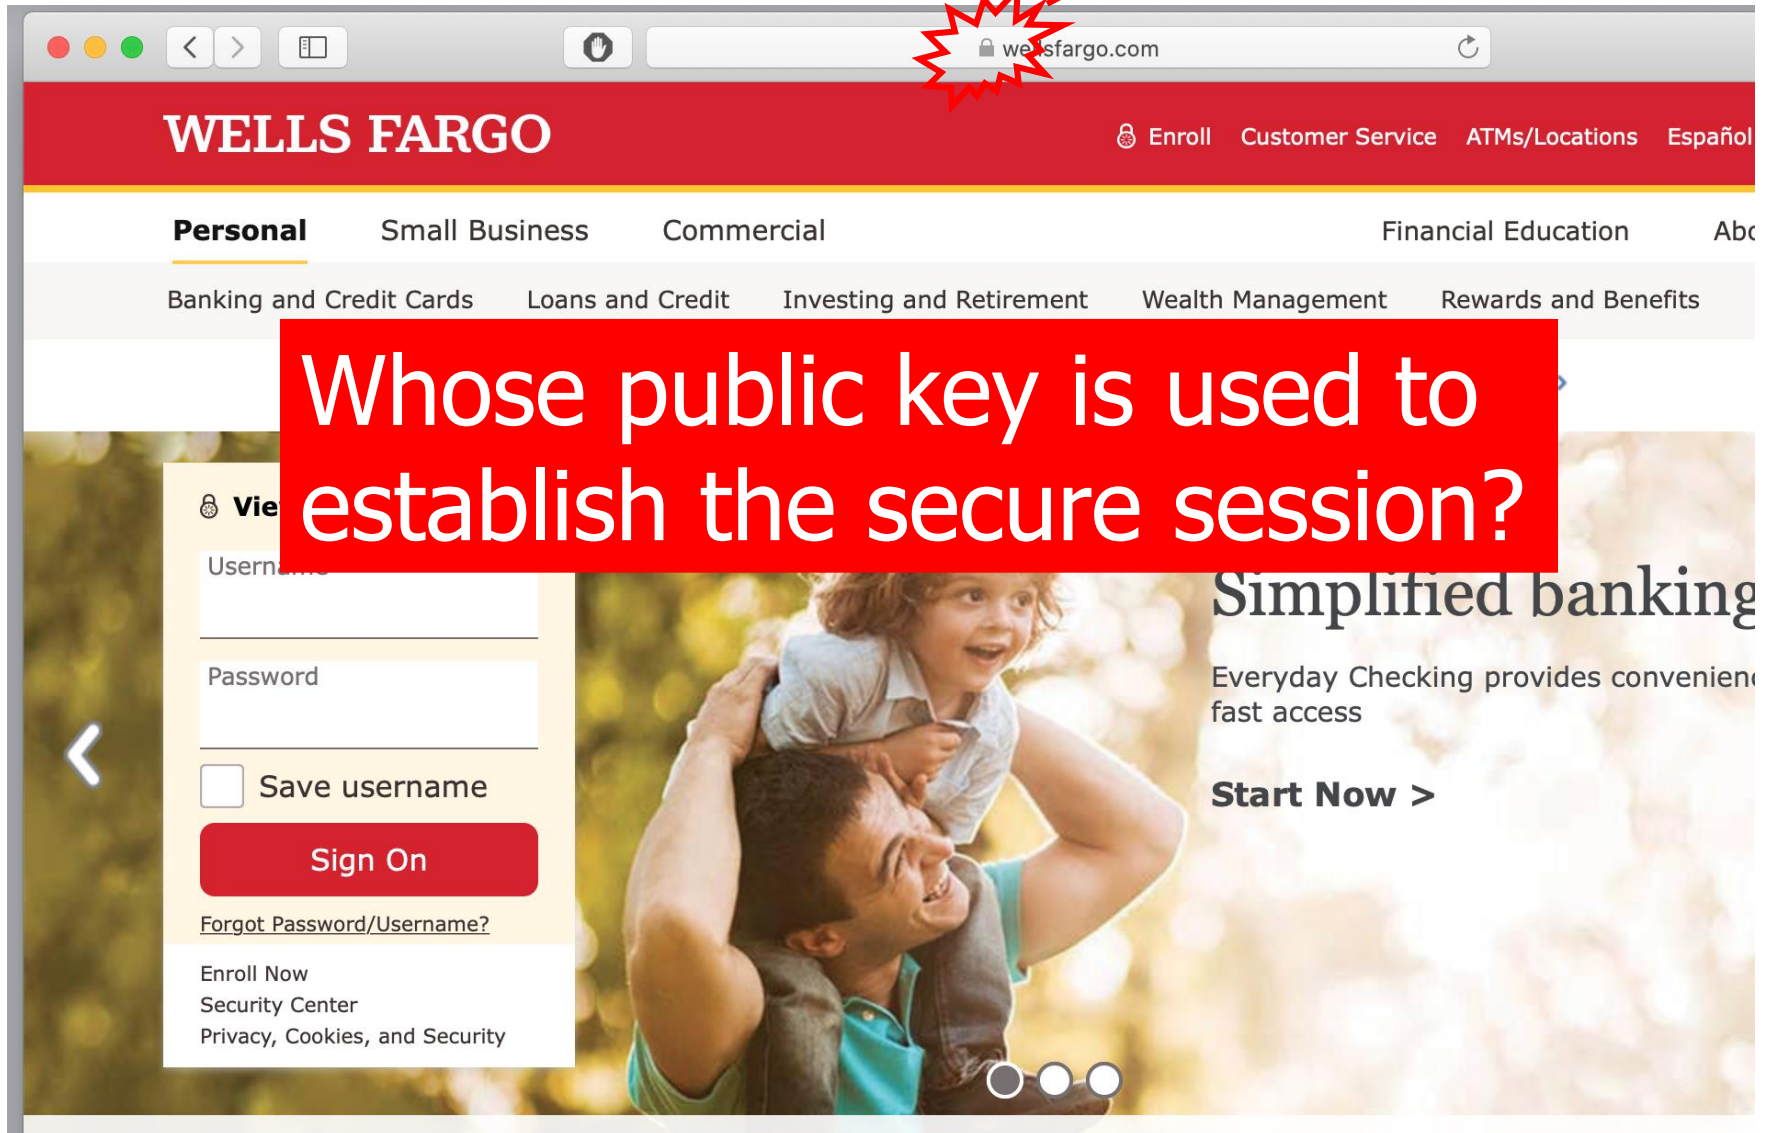 wellsfargo.com
WELLS FARGO
Enroll Customer Service ATMs/Locations Español
Personal Small Business Commercial Financial Education
Banking and Credit Cards Loans and Credit Investing and Retirement Wealth Management Rewards and Benefits
Whose public key is used to
establish the secure session?
Username
Password
Save username
Sign On
Forgot Password/Username?
Enroll Now
Security Center
Privacy, Cookies, and Security
Simplified banking
Everyday Checking provides
fast access
Start Now >